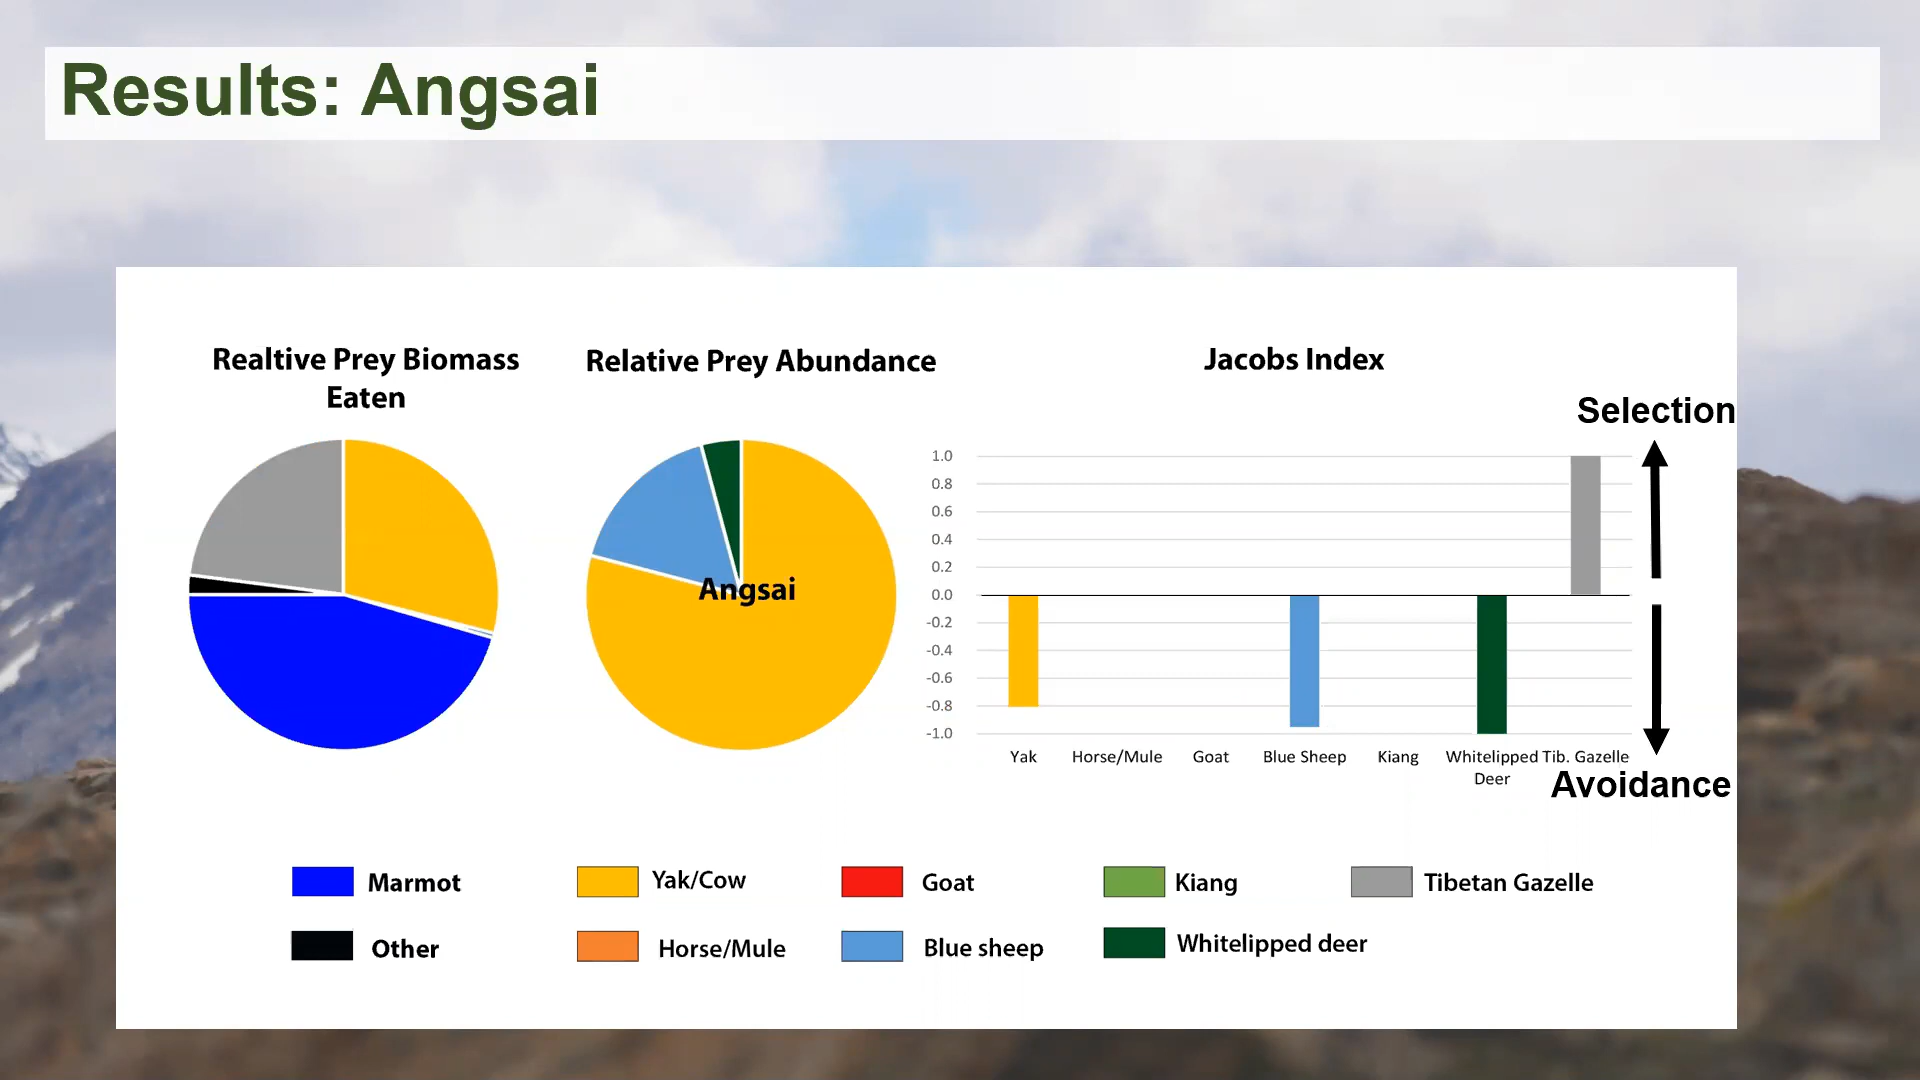 Results: Angsai
Realtive Prey Biomass
Eaten
Relative Prey Abundance
Angsai
Jacobs Index
Selection
1.0
0.8
0.6
0.4
0.2
0.0
-0.2
-0.4
-0.6
-0.8
-1.0
Yak
Horse/Mule
Goat
Blue Sheep
Kiang
Whitelipped
Deer
Tib. Gazelle
Avoidance
Marmot
Yak/Cow
Goat
Kiang
Tibetan Gazelle
Other
Horse/Mule
Blue sheep
Whitelipped deer